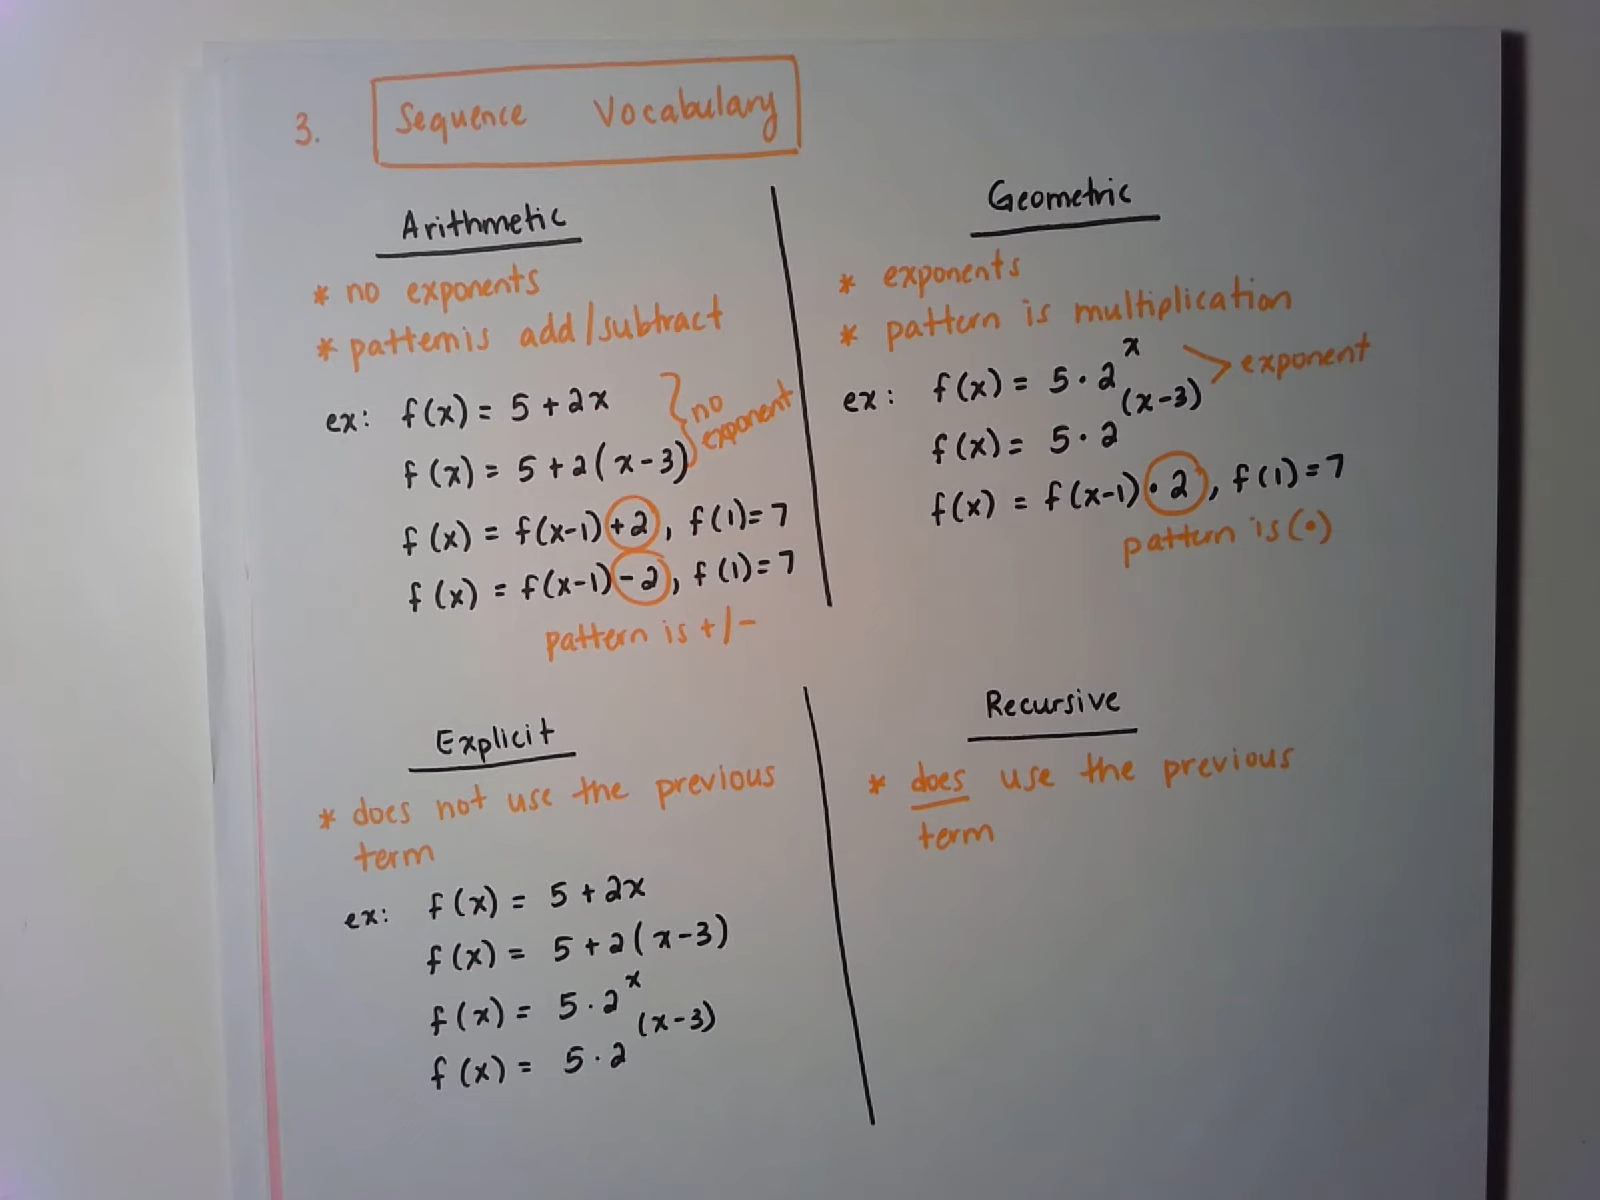 3. Sequence Vocabulary
Arithmetic
* no exponents
* pattern is add/subtract
ex: f(x) = 5 + 2x
f(x) = 5 + 2(x-3)
} no exponent
f(x) = f(x-1) + 2, f(1) = 7
f(x) = f(x-1) - 2, f(1) = 7
pattern is +/-
Geometric
* exponents
* pattern is multiplication
ex: f(x) = 5 · 2^x
f(x) = 5 · 2^(x-3)
> exponent
f(x) = f(x-1) · 2, f(1) = 7
pattern is (·)
Explicit
* does not use the previous
term
ex: f(x) = 5 + 2x
f(x) = 5 + 2(x-3)
f(x) = 5 · 2^x
f(x) = 5 · 2^(x-3)
Recursive
* does use the previous
term